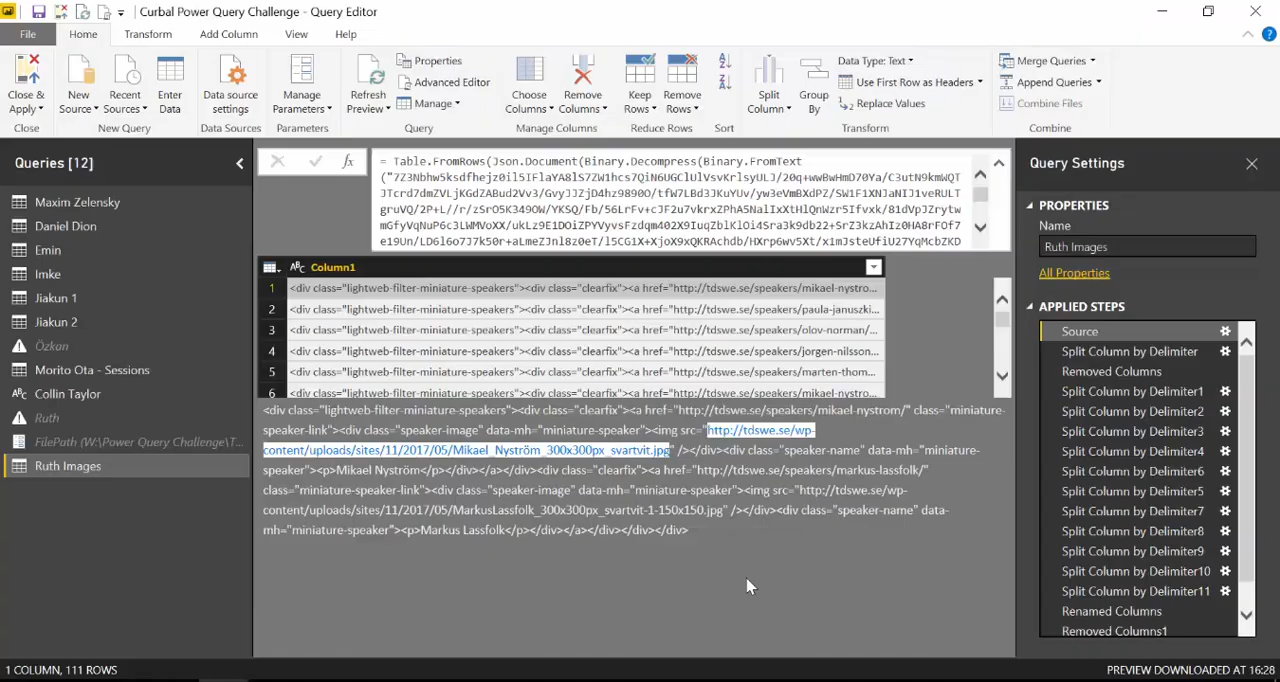 Curbal Power Query Challenge - Query Editor
File Home Transform Add Column View Help
Close & Apply
New Source
Recent Sources
Enter Data
Data source settings
Manage Parameters
Refresh Preview
Properties
Advanced Editor
Manage
Choose Columns
Remove Columns
Keep Rows
Remove Rows
Split Column
Group By
Data Type: Text
Use First Row as Headers
Replace Values
Merge Queries
Append Queries
Combine Files
Close New Query Data Sources Parameters Query Manage Columns Reduce Rows Sort Transform Combine
Queries [12]
Maxim Zelensky
Daniel Dion
Emin
Imke
Jiakun 1
Jiakun 2
Özkan
Morito Ota - Sessions
Collin Taylor
Ruth
FilePath (W:\Power Query Challenge\T...
Ruth Images
= Table.FromRows(Json.Document(Binary.Decompress(Binary.FromText
Column1
1 <div class="lightweb-filter-miniature-speakers"><div class="clearfix"><a href="http://tdswe.se/speakers/mikael-nystro...
2 <div class="lightweb-filter-miniature-speakers"><div class="clearfix"><a href="http://tdswe.se/speakers/paula-januszki...
3 <div class="lightweb-filter-miniature-speakers"><div class="clearfix"><a href="http://tdswe.se/speakers/olov-norman/...
4 <div class="lightweb-filter-miniature-speakers"><div class="clearfix"><a href="http://tdswe.se/speakers/jorgen-nilsson...
5 <div class="lightweb-filter-miniature-speakers"><div class="clearfix"><a href="http://tdswe.se/speakers/marten-thom...
6 <div class="lightweb-filter-miniature-speakers"><div class="clearfix"><a href="http://tdswe.se/speakers/mikael-nystro...
<div class="lightweb-filter-miniature-speakers"><div class="clearfix"><a href="http://tdswe.se/speakers/mikael-nystrom/" class="miniature-
speaker-link"><div class="speaker-image" data-mh="miniature-speaker"><img src="http://tdswe.se/wp-
content/uploads/sites/11/2017/05/Mikael_Nyström_300x300px_svartvit.jpg" /></div><div class="speaker-name" data-mh="miniature-
speaker"><p>Mikael Nyström</p></div></a></div><div class="clearfix"><a href="http://tdswe.se/speakers/markus-lassfolk/"
class="miniature-speaker-link"><div class="speaker-image" data-mh="miniature-speaker"><img src="http://tdswe.se/wp-
content/uploads/sites/11/2017/05/MarkusLassfolk_300x300px_svartvit-1-150x150.jpg" /></div><div class="speaker-name" data-
mh="miniature-speaker"><p>Markus Lassfolk</p></div></a></div></div></div>
Query Settings
PROPERTIES
Name
Ruth Images
All Properties
APPLIED STEPS
Source
Split Column by Delimiter
Removed Columns
Split Column by Delimiter1
Split Column by Delimiter2
Split Column by Delimiter3
Split Column by Delimiter4
Split Column by Delimiter6
Split Column by Delimiter5
Split Column by Delimiter7
Split Column by Delimiter8
Split Column by Delimiter9
Split Column by Delimiter10
Split Column by Delimiter11
Renamed Columns
Removed Columns1
1 COLUMN, 111 ROWS
PREVIEW DOWNLOADED AT 16:28